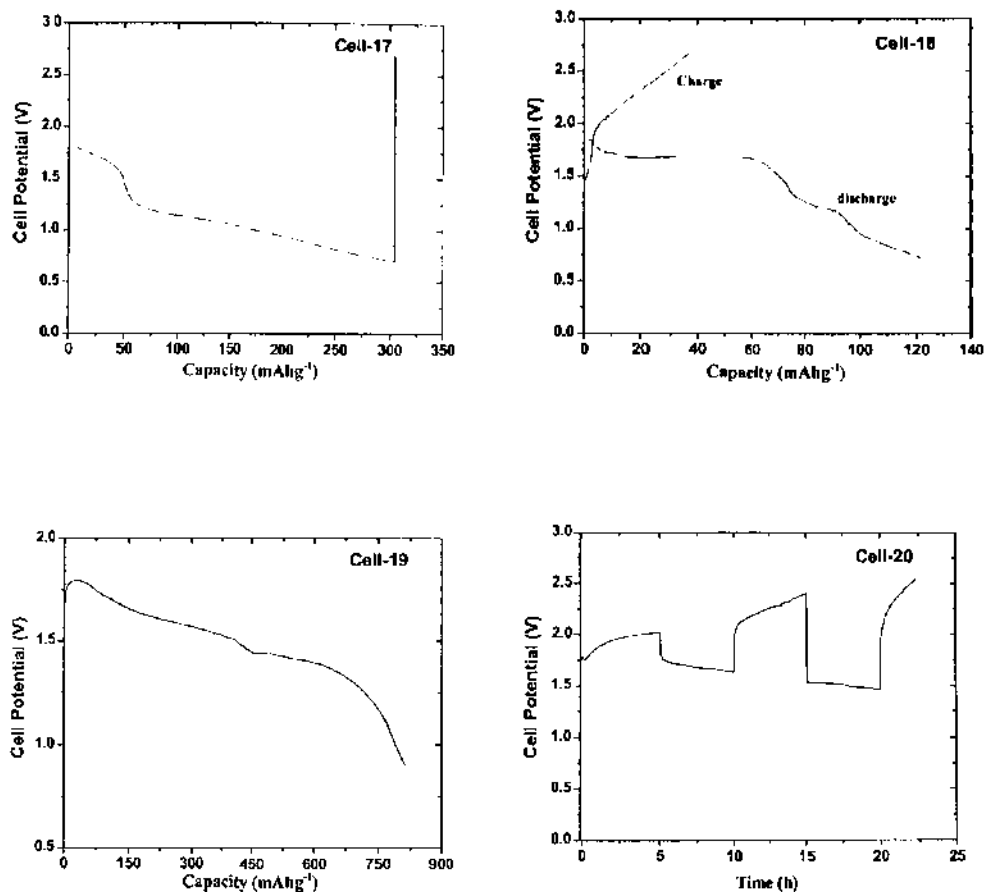 3.0
Cell-17
2.5
2.0
1.5
1.0
0.5
0.0
Cell Potential (V)
0 50 100 150 200 250 300 350
Capacity (mAhg⁻¹)
3.0
Cell-18
2.5
Charge
2.0
1.5
discharge
1.0
0.5
0.0
Cell Potential (V)
0 20 40 60 80 100 120 140
Capacity (mAhg⁻¹)
2.0
Cell-19
1.5
1.0
0.5
Cell Potential (V)
0 150 300 450 600 750 900
Capacity (mAhg⁻¹)
3.0
Cell-20
2.5
2.0
1.5
1.0
0.5
0.0
Cell Potential (V)
0 5 10 15 20 25
Time (h)